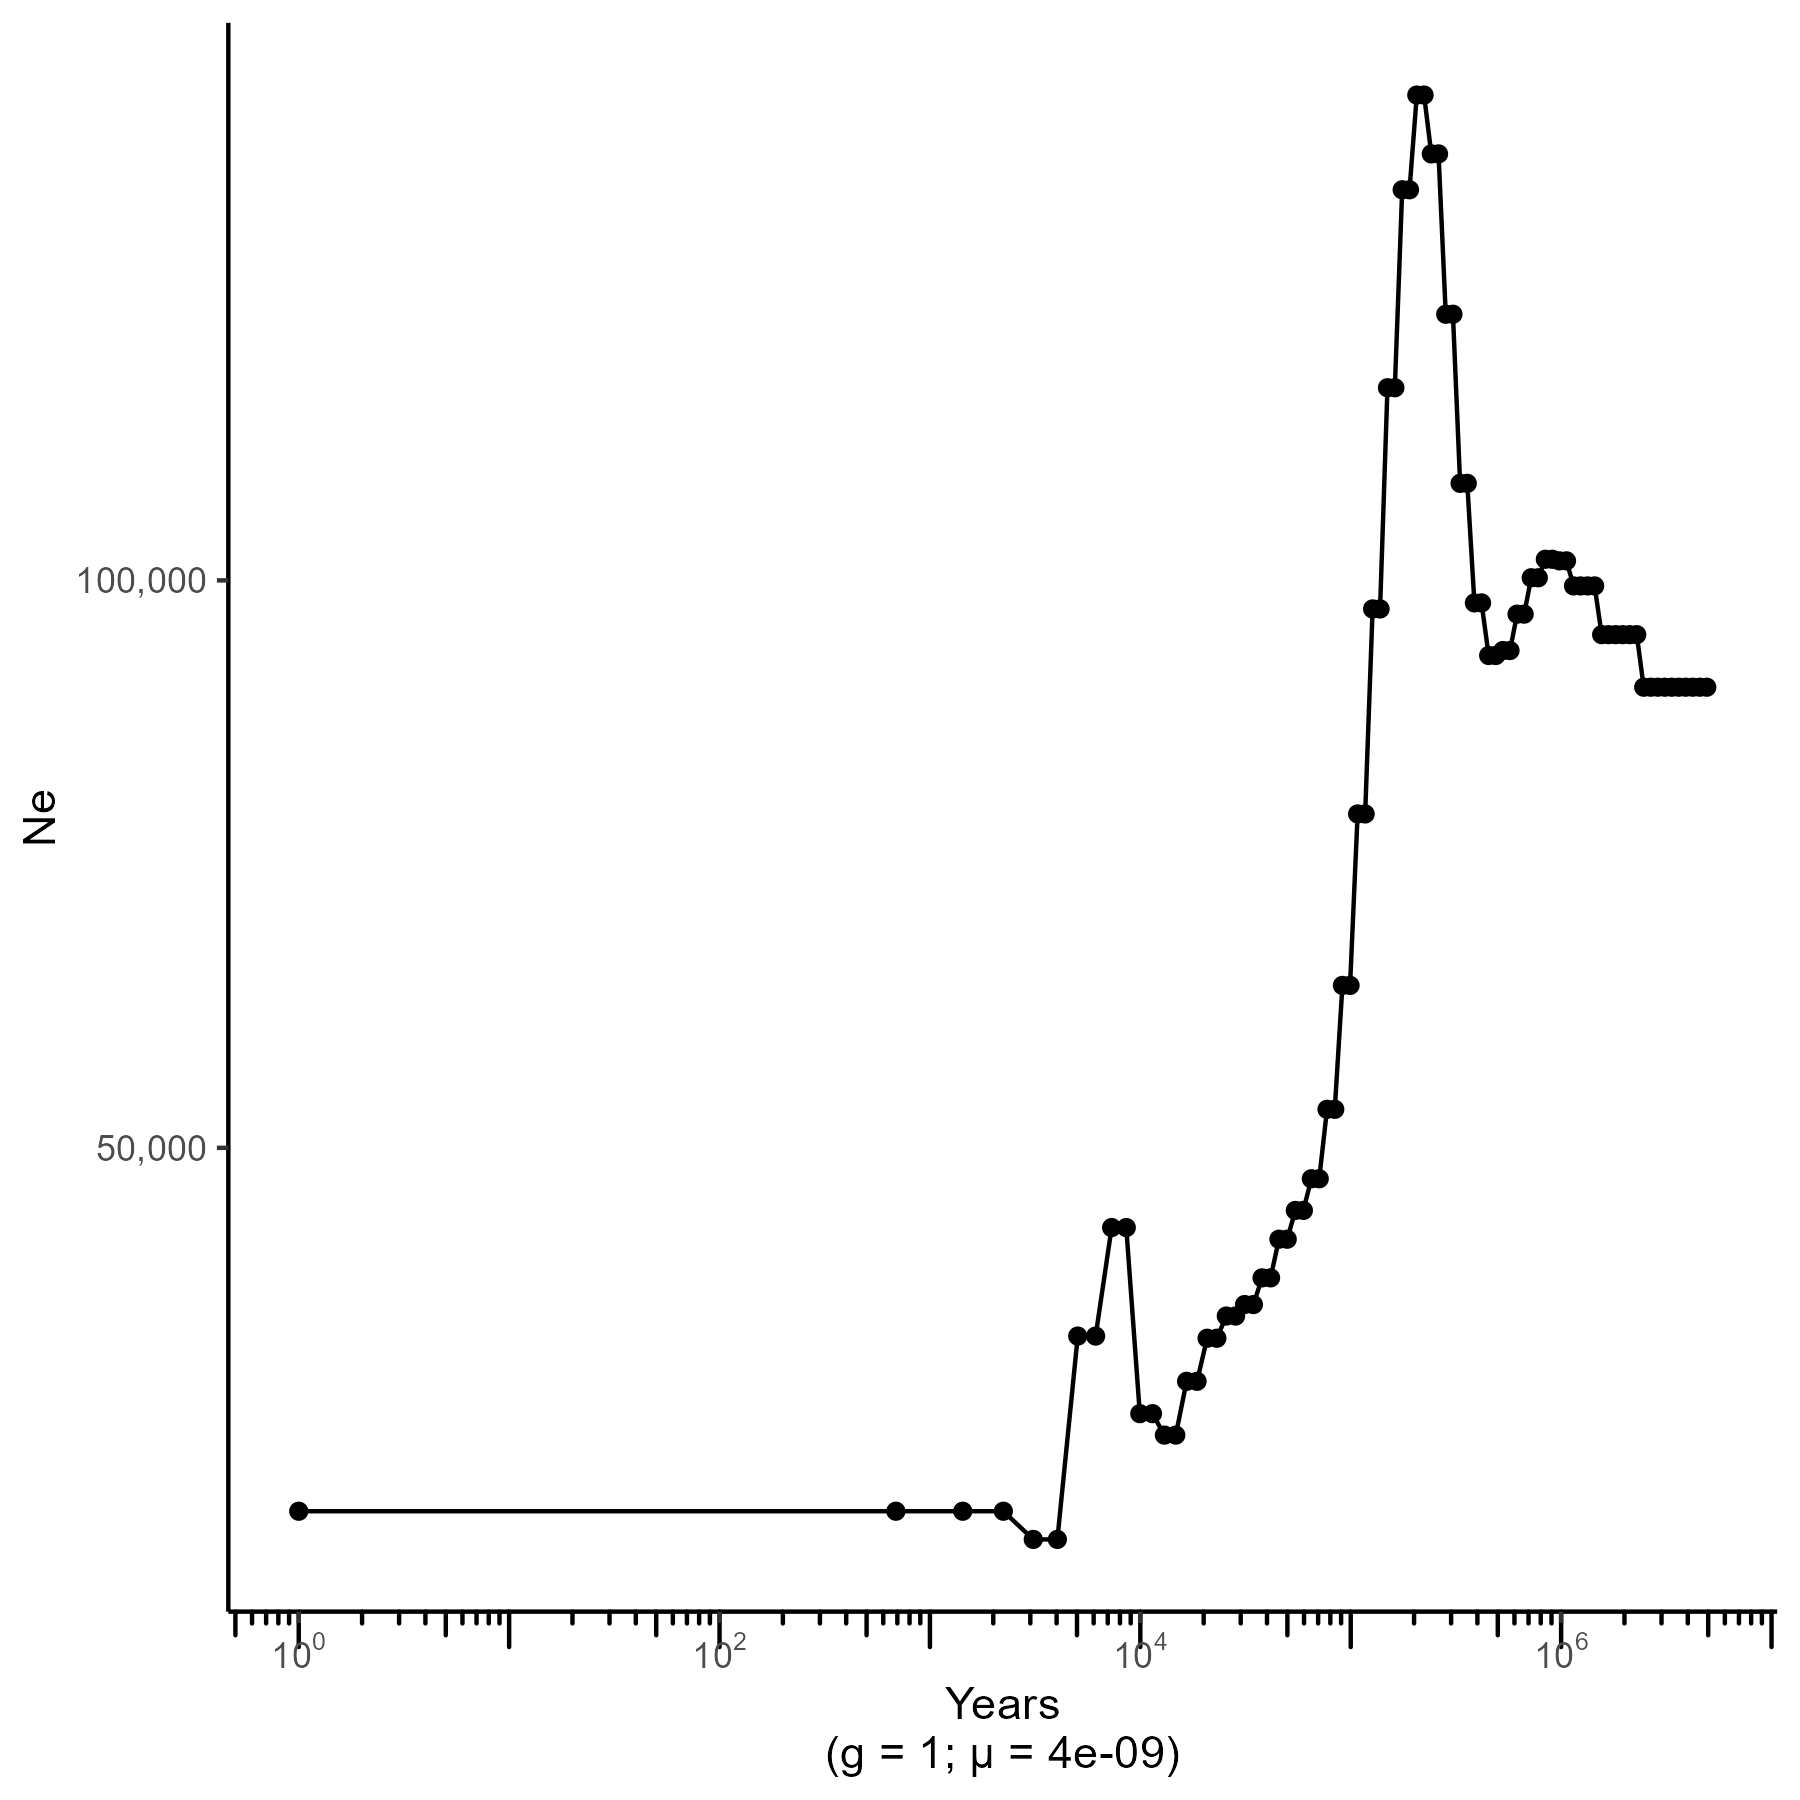 100,000
50,000
Ne
10⁰
10²
10⁴
10⁶
Years
(g = 1; μ = 4e-09)